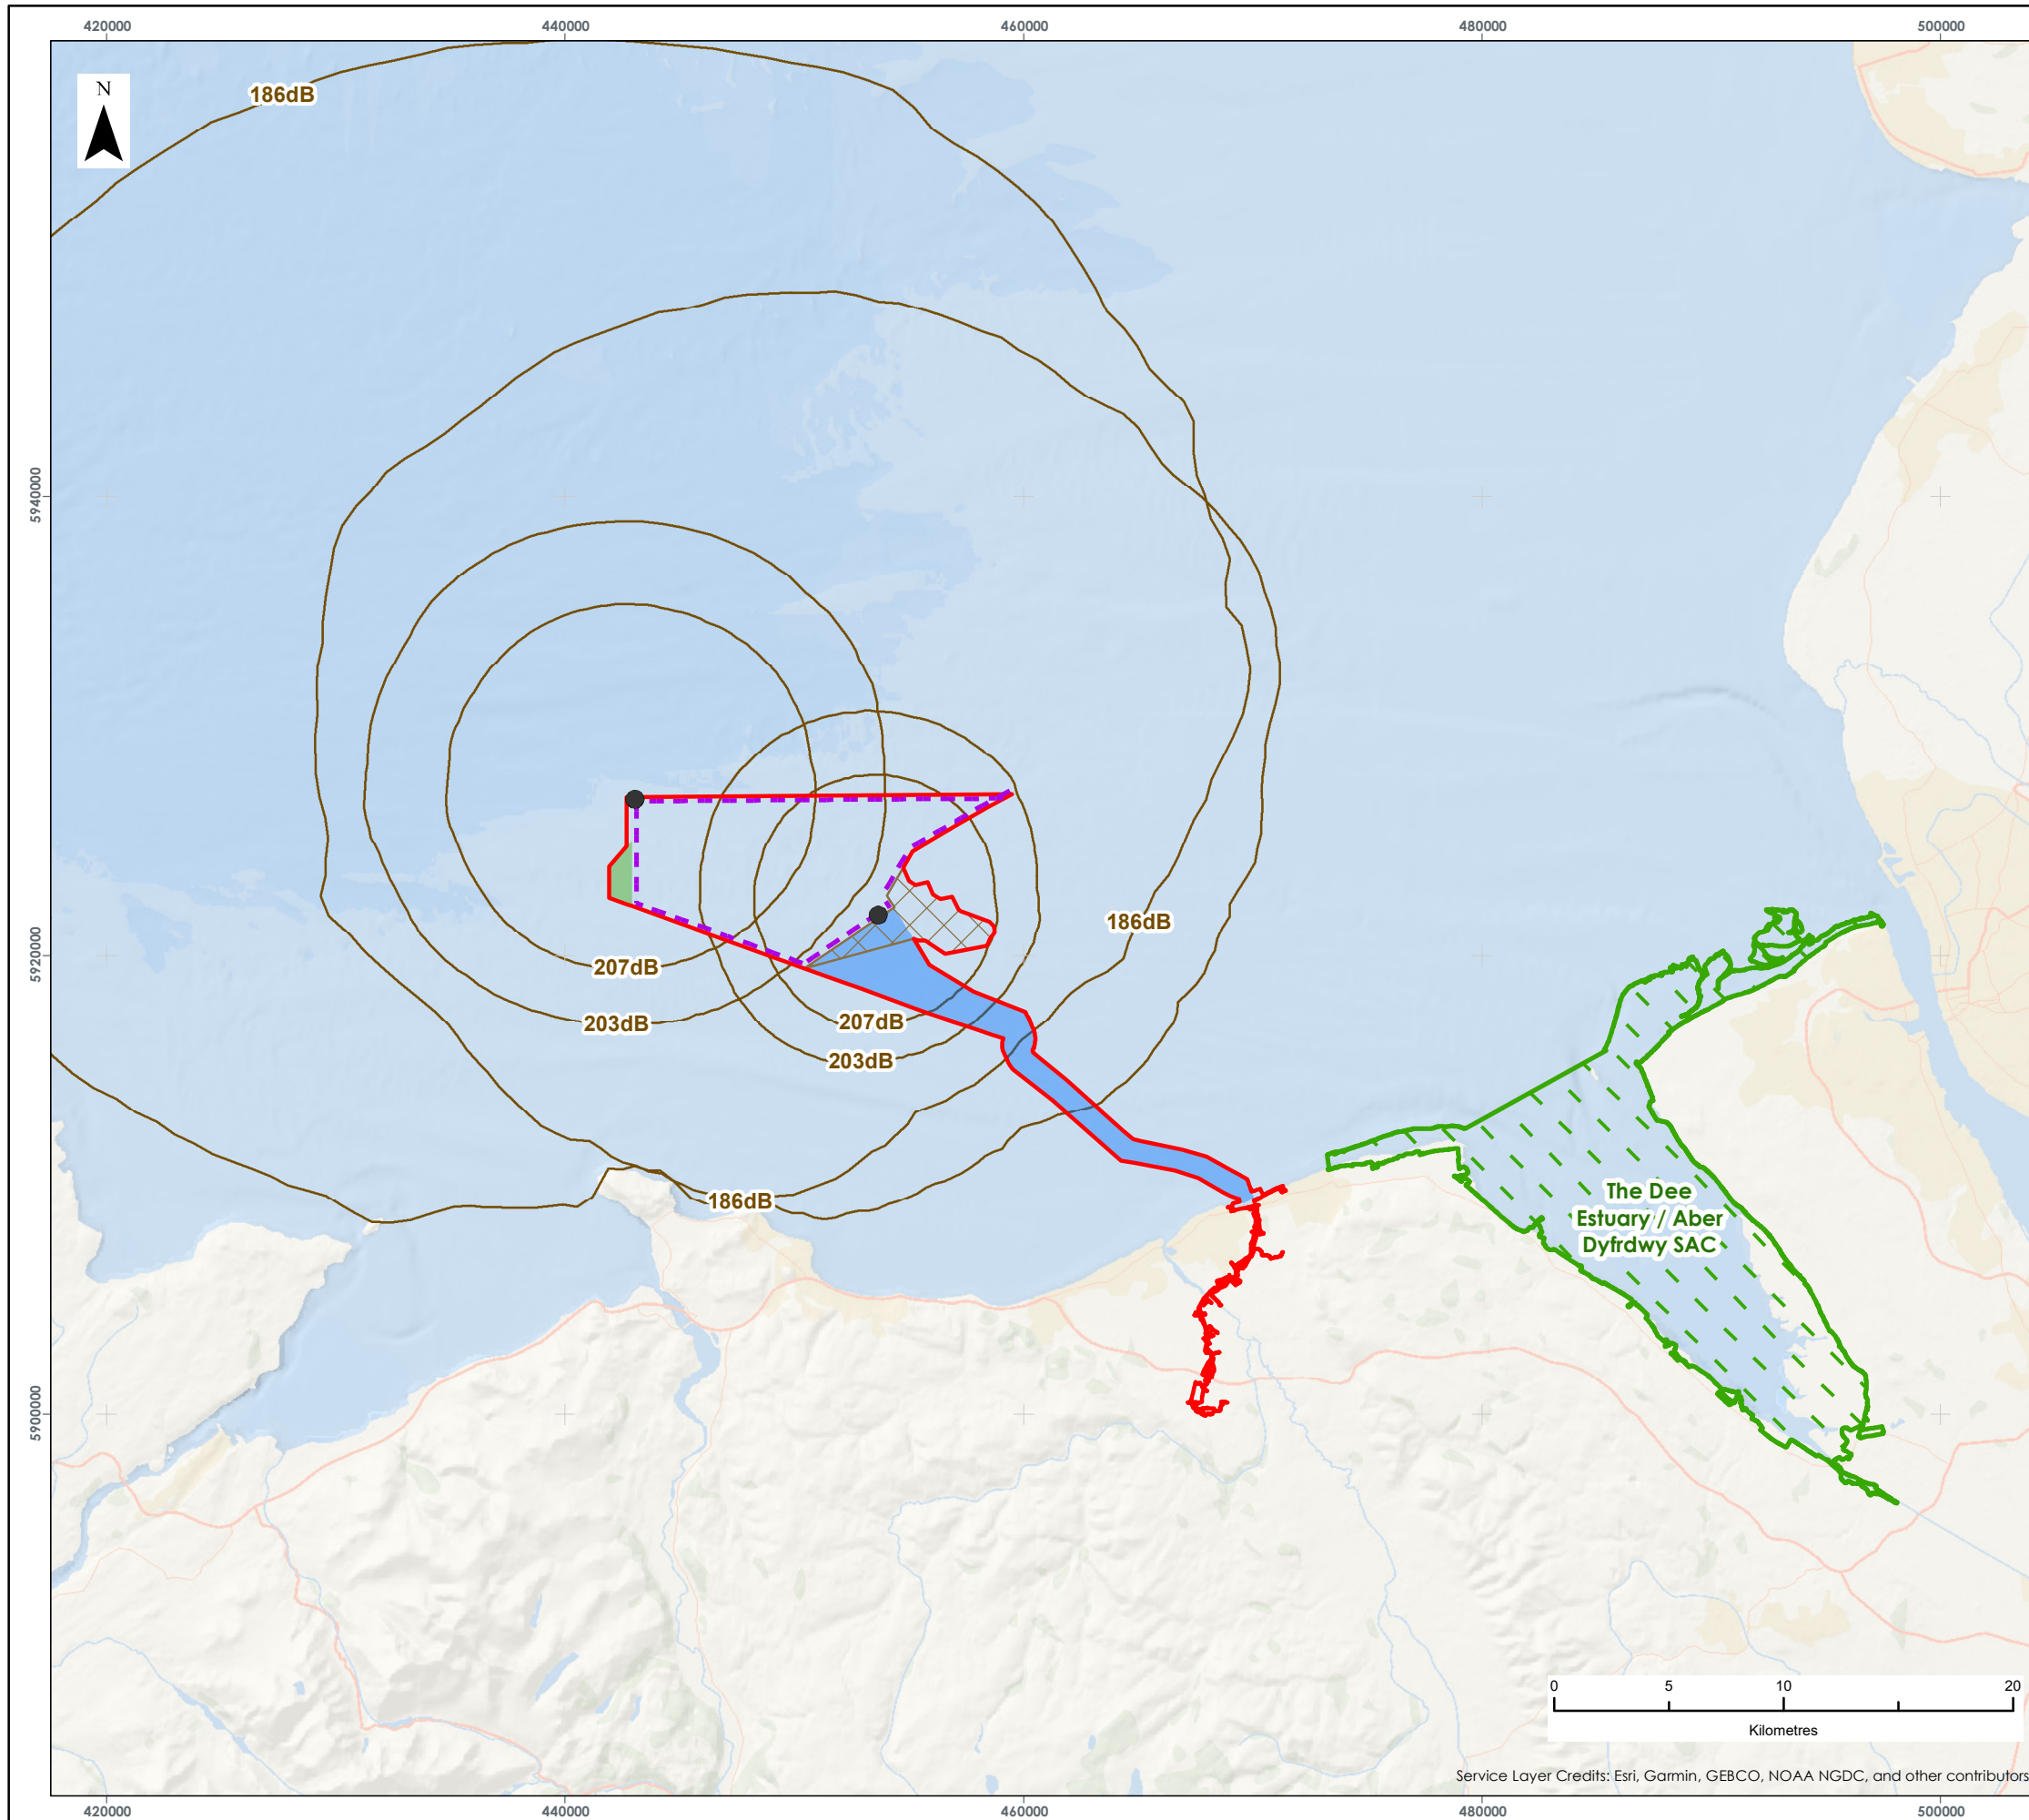 420000
440000
460000
480000
500000
N
186dB
5940000
186dB
5920000
207dB
203dB
207dB
203dB
186dB
The Dee
Estuary / Aber
Dyfrdwy SAC
5900000
0 5 10 20
Kilometres
Service Layer Credits: Esri, Garmin, GEBCO, NOAA NGDC, and other contributors
420000
440000
460000
480000
500000